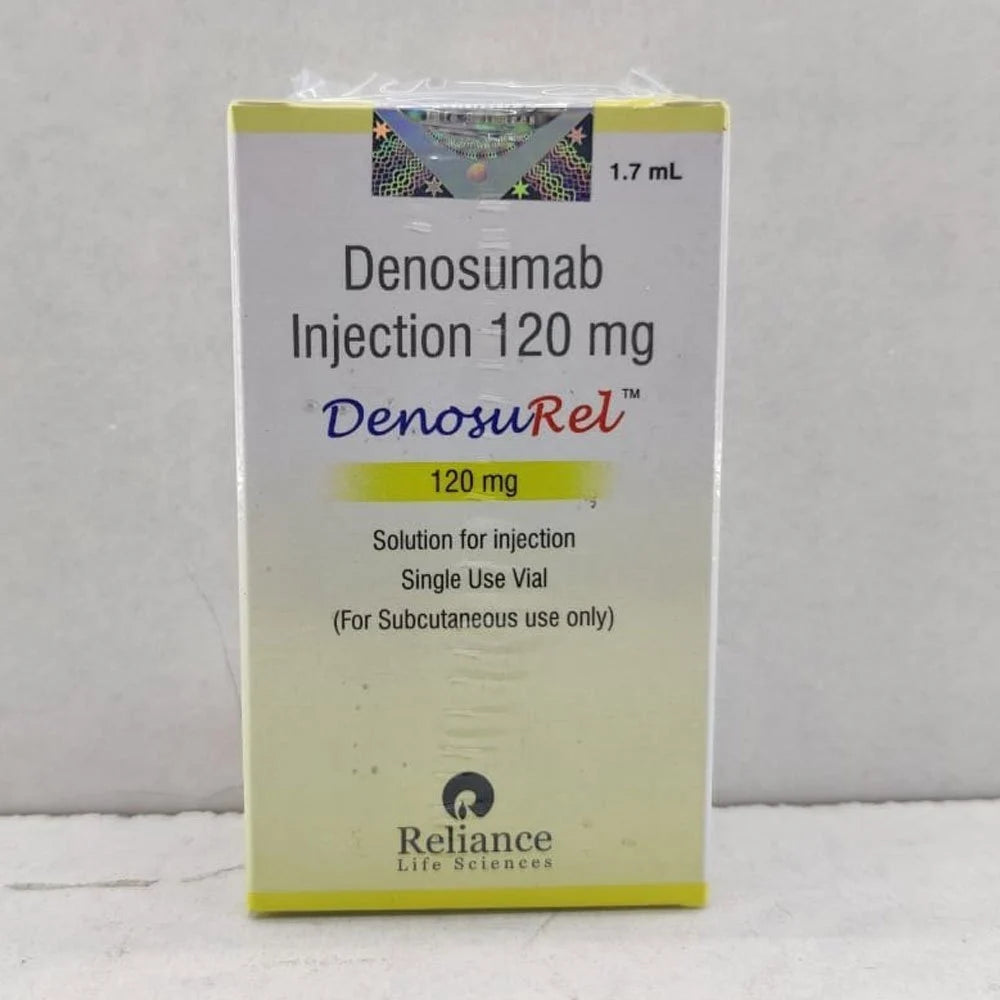 1.7 mL
Denosumab
Injection 120 mg
DenosuRel™
120 mg
Solution for injection
Single Use Vial
(For Subcutaneous use only)
Reliance
Life Sciences